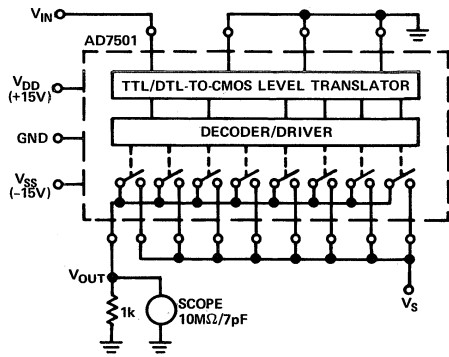 VIN
AD7501
VDD
(+15V)
TTL/DTL-TO-CMOS LEVEL TRANSLATOR
DECODER/DRIVER
GND
VSS
(–15V)
VOUT
1k
SCOPE
10MΩ/7pF
VS